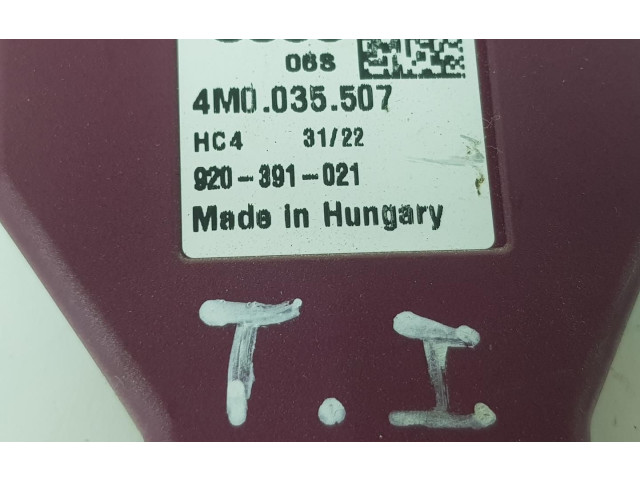 06S
4M0.035.507
HC4 31/22
920-391-021
Made in Hungary
T.I